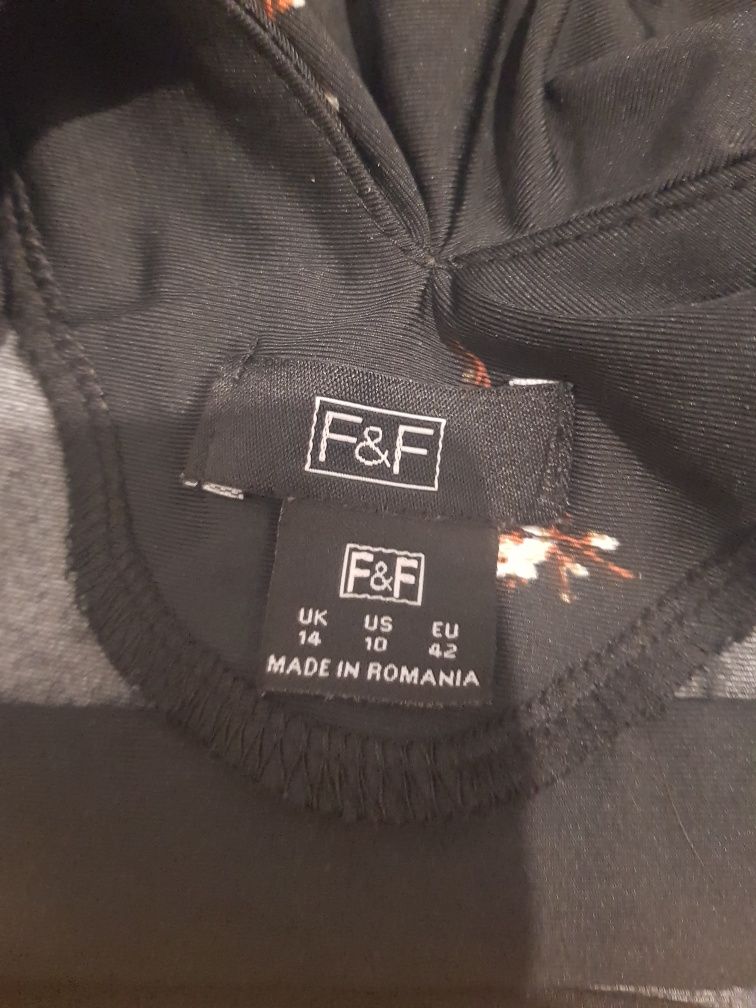 F&F
F&F
UK US EU
14 10 42
MADE IN ROMANIA